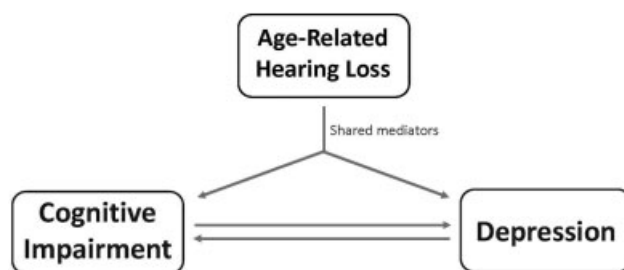 Age-Related
Hearing Loss
Shared mediators
Cognitive
Impairment
Depression